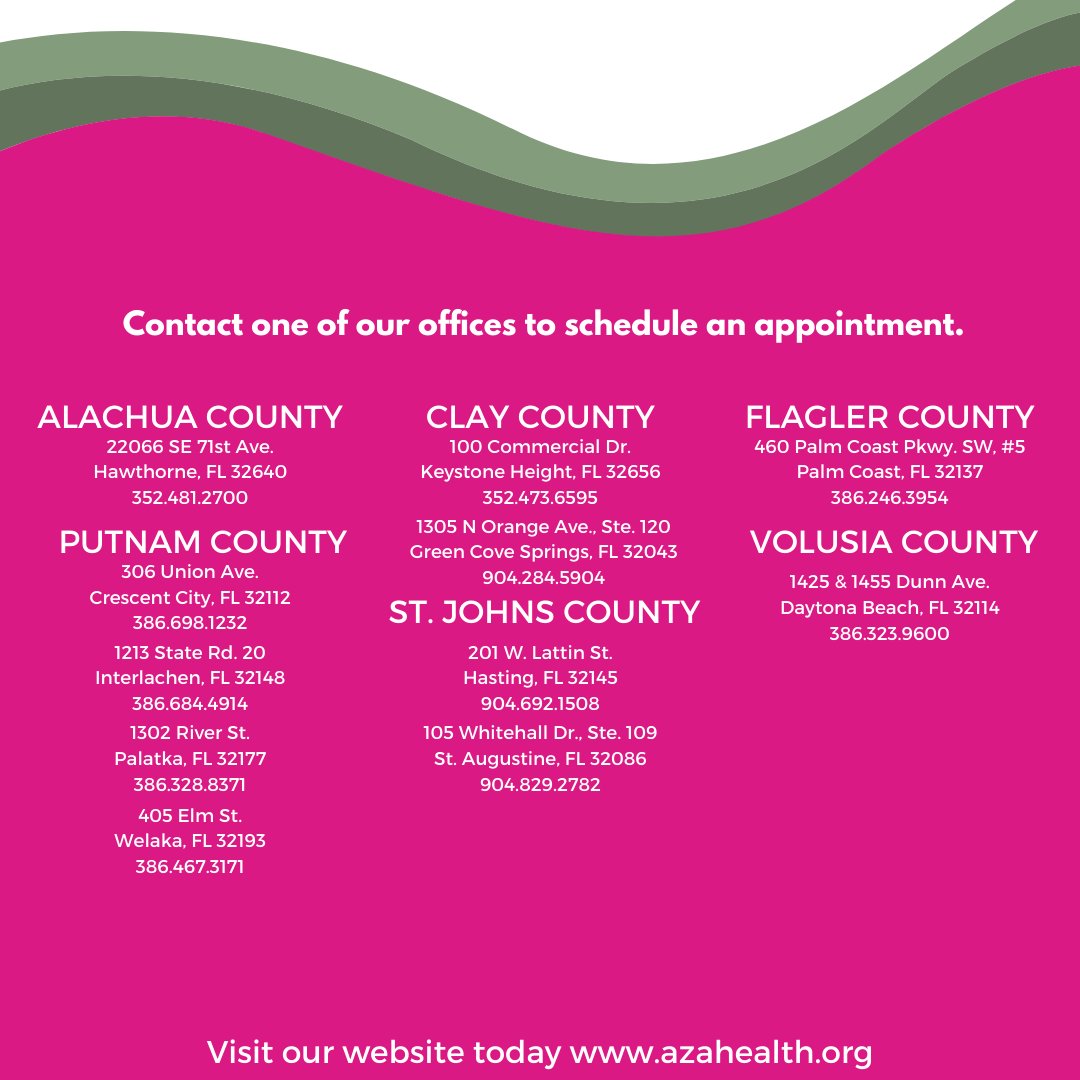 Contact one of our offices to schedule an appointment.
ALACHUA COUNTY
22066 SE 71st Ave.
Hawthorne, FL 32640
352.481.2700
PUTNAM COUNTY
306 Union Ave.
Crescent City, FL 32112
386.698.1232
1213 State Rd. 20
Interlachen, FL 32148
386.684.4914
1302 River St.
Palatka, FL 32177
386.328.8371
405 Elm St.
Welaka, FL 32193
386.467.3171
CLAY COUNTY
100 Commercial Dr.
Keystone Height, FL 32656
352.473.6595
1305 N Orange Ave., Ste. 120
Green Cove Springs, FL 32043
904.284.5904
ST. JOHNS COUNTY
201 W. Lattin St.
Hasting, FL 32145
904.692.1508
105 Whitehall Dr., Ste. 109
St. Augustine, FL 32086
904.829.2782
FLAGLER COUNTY
460 Palm Coast Pkwy. SW, #5
Palm Coast, FL 32137
386.246.3954
VOLUSIA COUNTY
1425 & 1455 Dunn Ave.
Daytona Beach, FL 32114
386.323.9600
Visit our website today www.azahealth.org